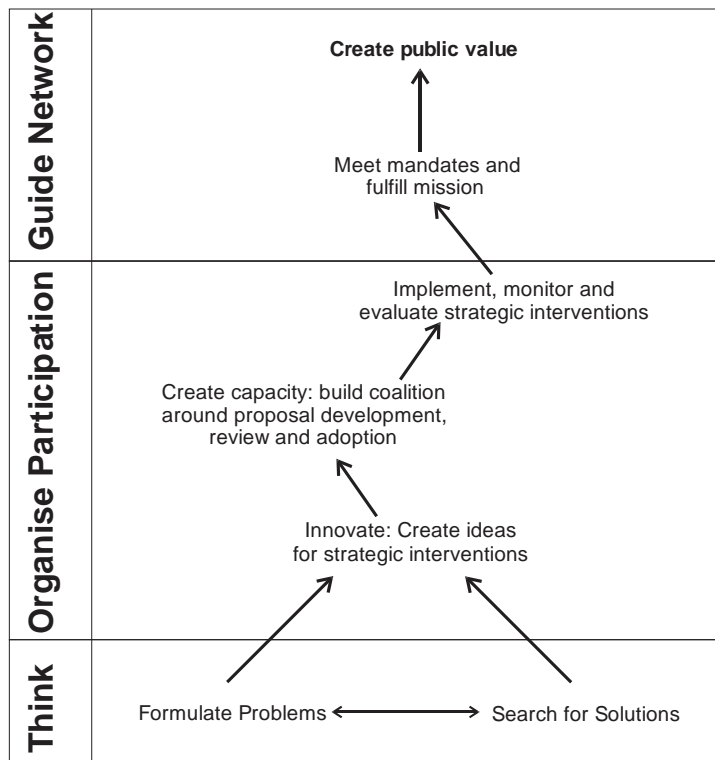 Guide Network
Create public value
Meet mandates and
fulfill mission
Organise Participation
Implement, monitor and
evaluate strategic interventions
Create capacity: build coalition
around proposal development,
review and adoption
Innovate: Create ideas
for strategic interventions
Think
Formulate Problems
Search for Solutions